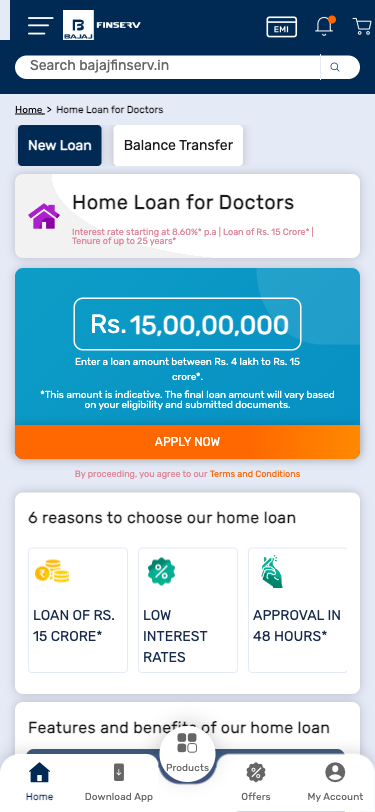 BAJAJ FINSERV
EMI
Search bajajfinserv.in
Home > Home Loan for Doctors
New Loan
Balance Transfer
Home Loan for Doctors
Interest rate starting at 8.60%* p.a | Loan of Rs. 15 Crore* |
Tenure of up to 25 years*
Rs. 15,00,00,000
Enter a loan amount between Rs. 4 lakh to Rs. 15
crore*.
*This amount is indicative. The final loan amount will vary based
on your eligibility and submitted documents.
APPLY NOW
By proceeding, you agree to our Terms and Conditions
6 reasons to choose our home loan
LOAN OF RS.
15 CRORE*
LOW
INTEREST
RATES
APPROVAL IN
48 HOURS*
Features and benefits of our home loan
Home
Download App
Products
Offers
My Account